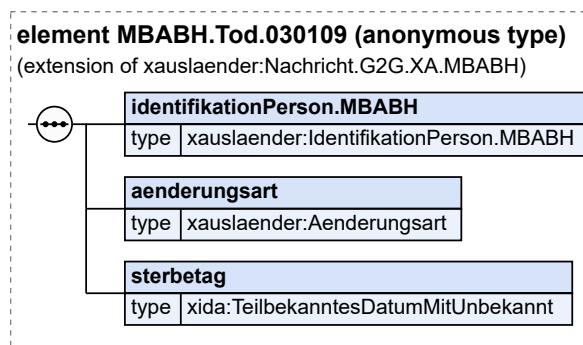 element MBABH.Tod.030109 (anonymous type)
(extension of xauslaender:Nachricht.G2G.XA.MBABH)
identifikationPerson.MBABH
type xauslaender:IdentifikationPerson.MBABH
aenderungsart
type xauslaender:Aenderungsart
sterbetag
type xida:TeilbekanntesDatumMitUnbekannt